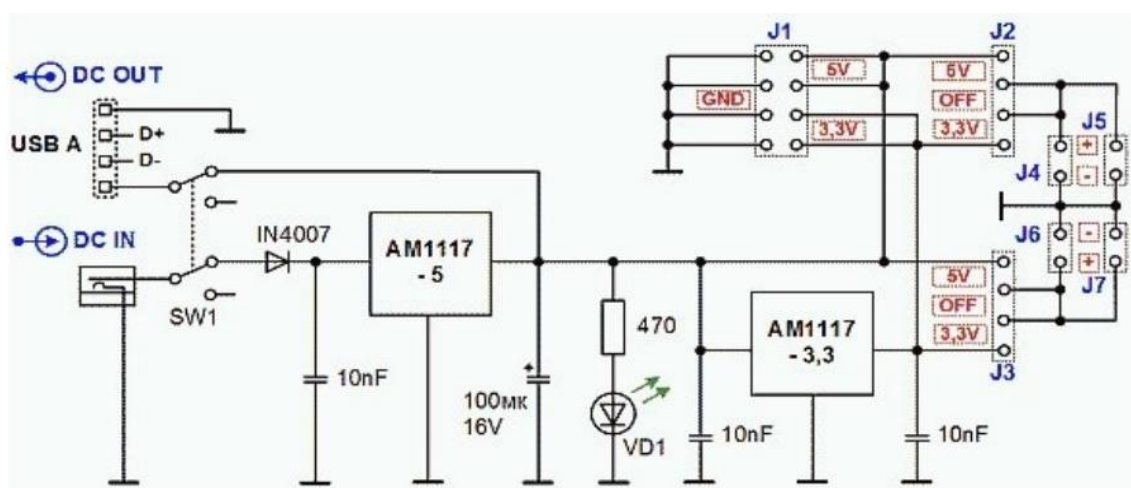 J1
J2
DC OUT
5V
5V
GND
OFF
USB A
D+
D-
3,3V
3,3V
J5
+
J4
-
DC IN
IN4007
AM1117
- 5
J6
-
+
J7
SW1
5V
OFF
3,3V
J3
470
AM1117
- 3,3
10nF
+
100мк
16V
VD1
10nF
10nF